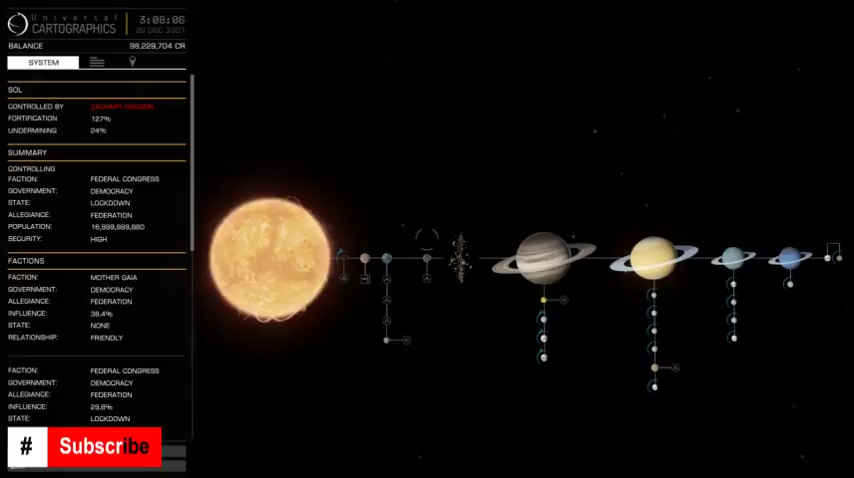 Universal
CARTOGRAPHICS
3:08:06
20 DEC 3307
BALANCE 98,229,704 CR
SYSTEM
SOL
CONTROLLED BY ZACHARY HUDSON
FORTIFICATION 127%
UNDERMINING 24%
SUMMARY
CONTROLLING
FACTION: FEDERAL CONGRESS
GOVERNMENT: DEMOCRACY
STATE: LOCKDOWN
ALLEGIANCE: FEDERATION
POPULATION: 16,999,999,880
SECURITY: HIGH
FACTIONS
FACTION: MOTHER GAIA
GOVERNMENT: DEMOCRACY
ALLEGIANCE: FEDERATION
INFLUENCE: 38.4%
STATE: NONE
RELATIONSHIP: FRIENDLY
FACTION: FEDERAL CONGRESS
GOVERNMENT: DEMOCRACY
ALLEGIANCE: FEDERATION
INFLUENCE: 29.8%
STATE: LOCKDOWN
# Subscribe